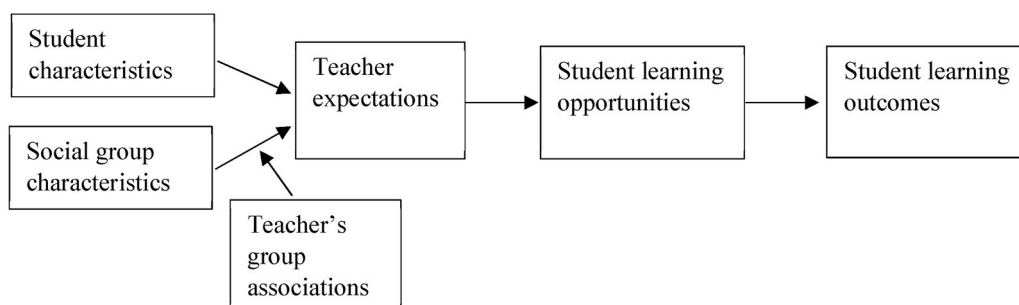 Student
characteristics
Teacher
expectations
Student learning
opportunities
Student learning
outcomes
Social group
characteristics
Teacher’s
group
associations